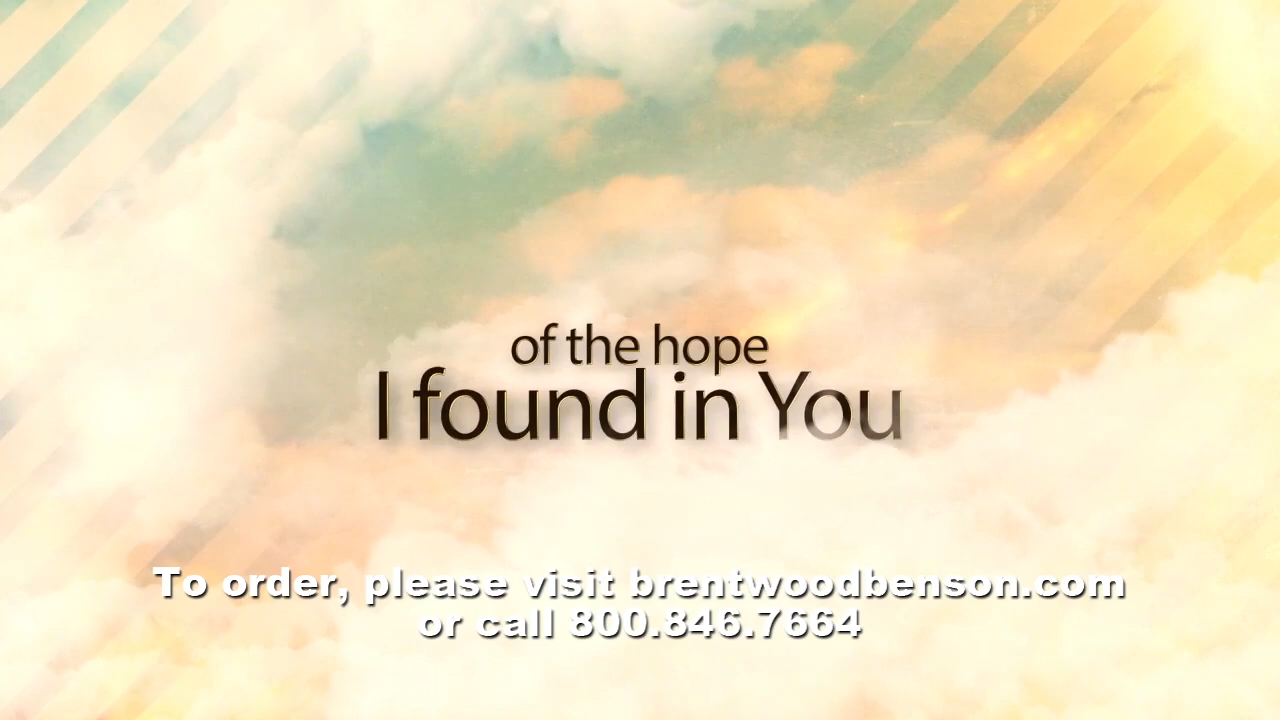 of the hope
I found in You
To order, please visit brentwoodbenson.com
or call 800.846.7664